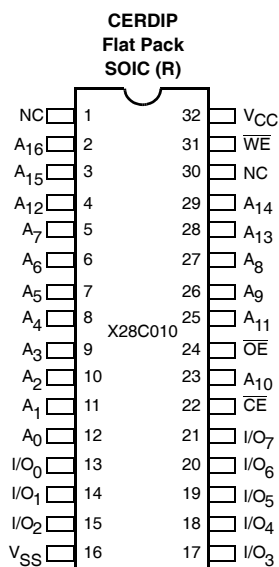 CERDIP
Flat Pack
SOIC (R)
NC 1 32 VCC
A16 2 31 WE
A15 3 30 NC
A12 4 29 A14
A7 5 28 A13
A6 6 27 A8
A5 7 26 A9
A4 8 25 A11
X28C010
A3 9 24 OE
A2 10 23 A10
A1 11 22 CE
A0 12 21 I/O7
I/O0 13 20 I/O6
I/O1 14 19 I/O5
I/O2 15 18 I/O4
VSS 16 17 I/O3